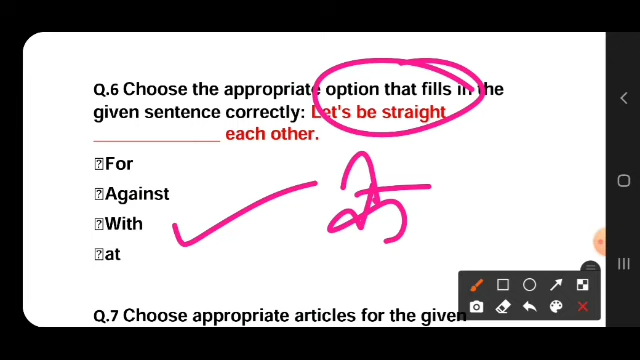 Q.6 Choose the appropriate option that fills in the
given sentence correctly: Let's be straight
____________ each other.
For
Against
With
at
Q.7 Choose appropriate articles for the given